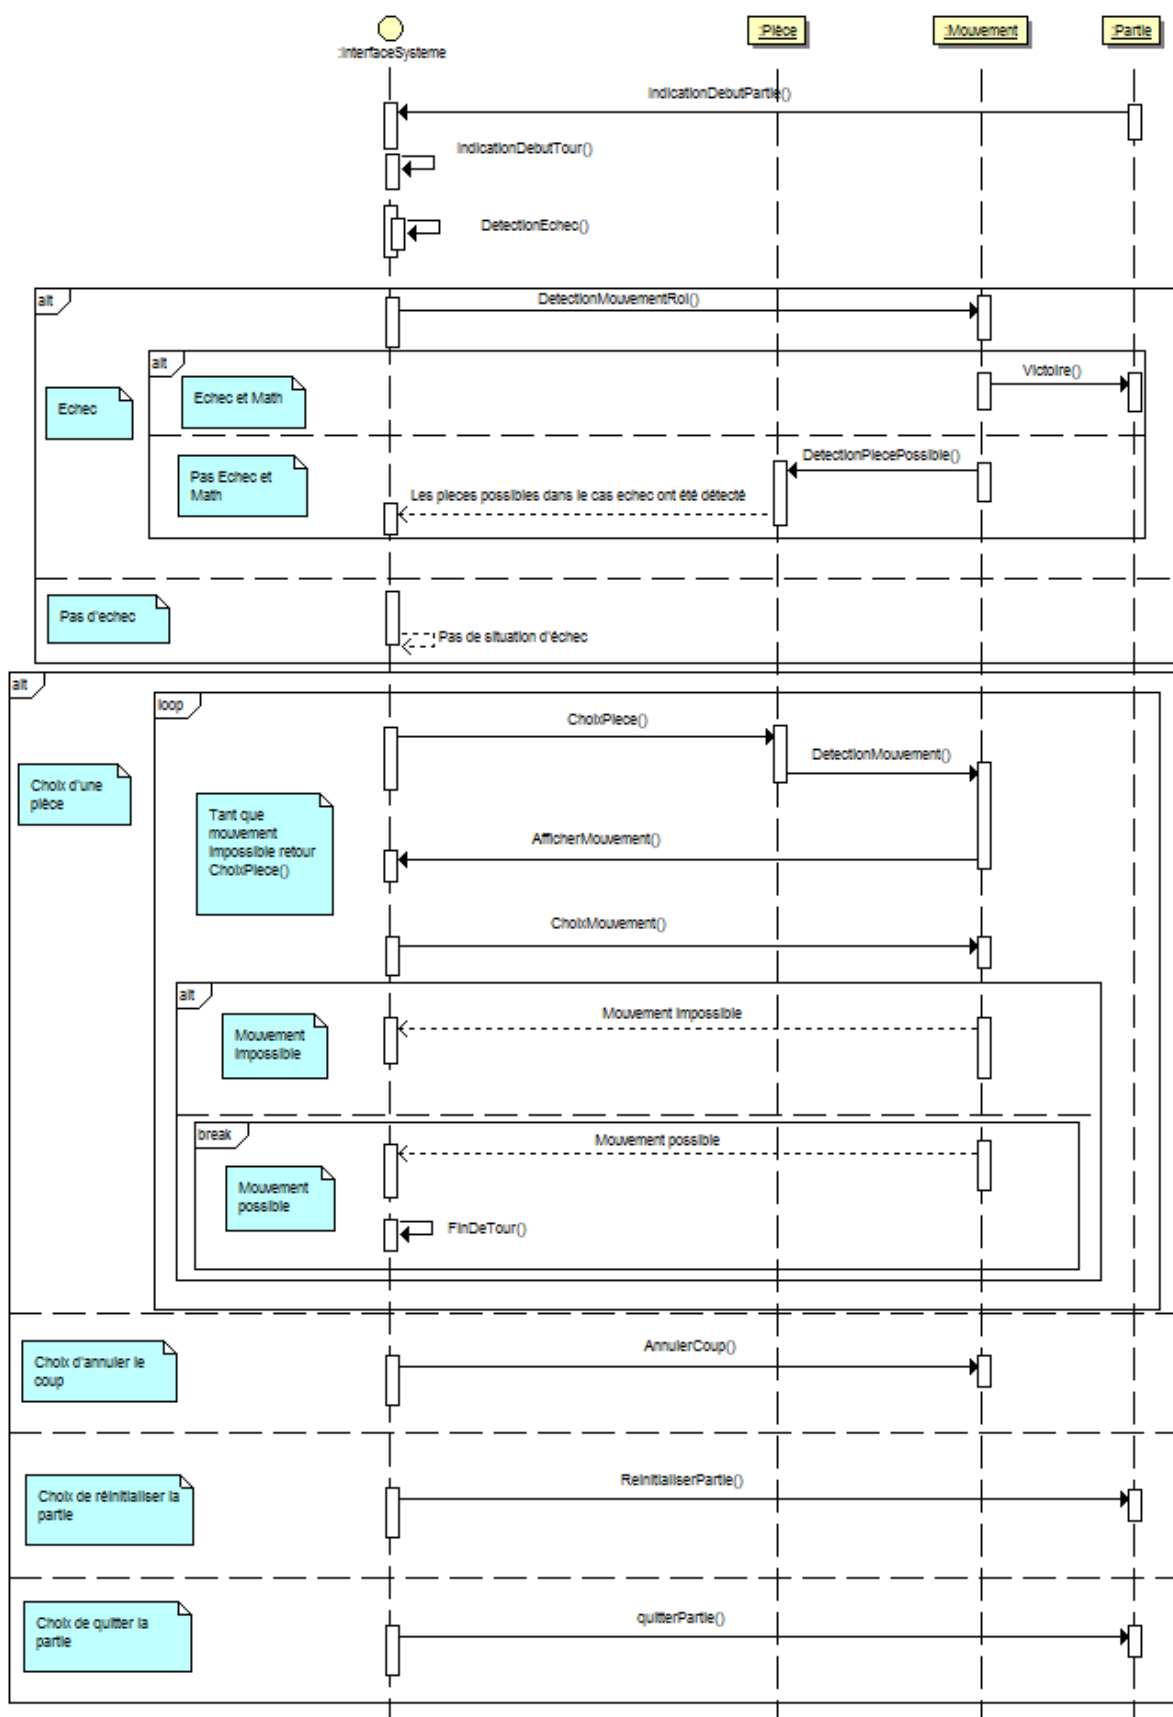 :InterfaceSysteme
:Pièce
:Mouvement
:Partie
IndicationDebutPartie()
IndicationDebutTour()
DetectionEchec()
alt
DetectionMouvementRoi()
alt
Echec
Echec et Math
Victoire()
Pas Echec et
Math
DetectionPiecePossible()
Les pieces possibles dans le cas echec ont été détecté
Pas d'echec
Pas de situation d'échec
alt
loop
ChoixPiece()
DetectionMouvement()
Choix d'une
pièce
Tant que
mouvement
impossible retour
ChoixPiece()
AfficherMouvement()
ChoixMouvement()
alt
Mouvement
impossible
Mouvement impossible
break
Mouvement possible
Mouvement
possible
FinDeTour()
Choix d'annuler le
coup
AnnulerCoup()
Choix de réinitialiser la
partie
ReinitialiserPartie()
Choix de quitter la
partie
quitterPartie()